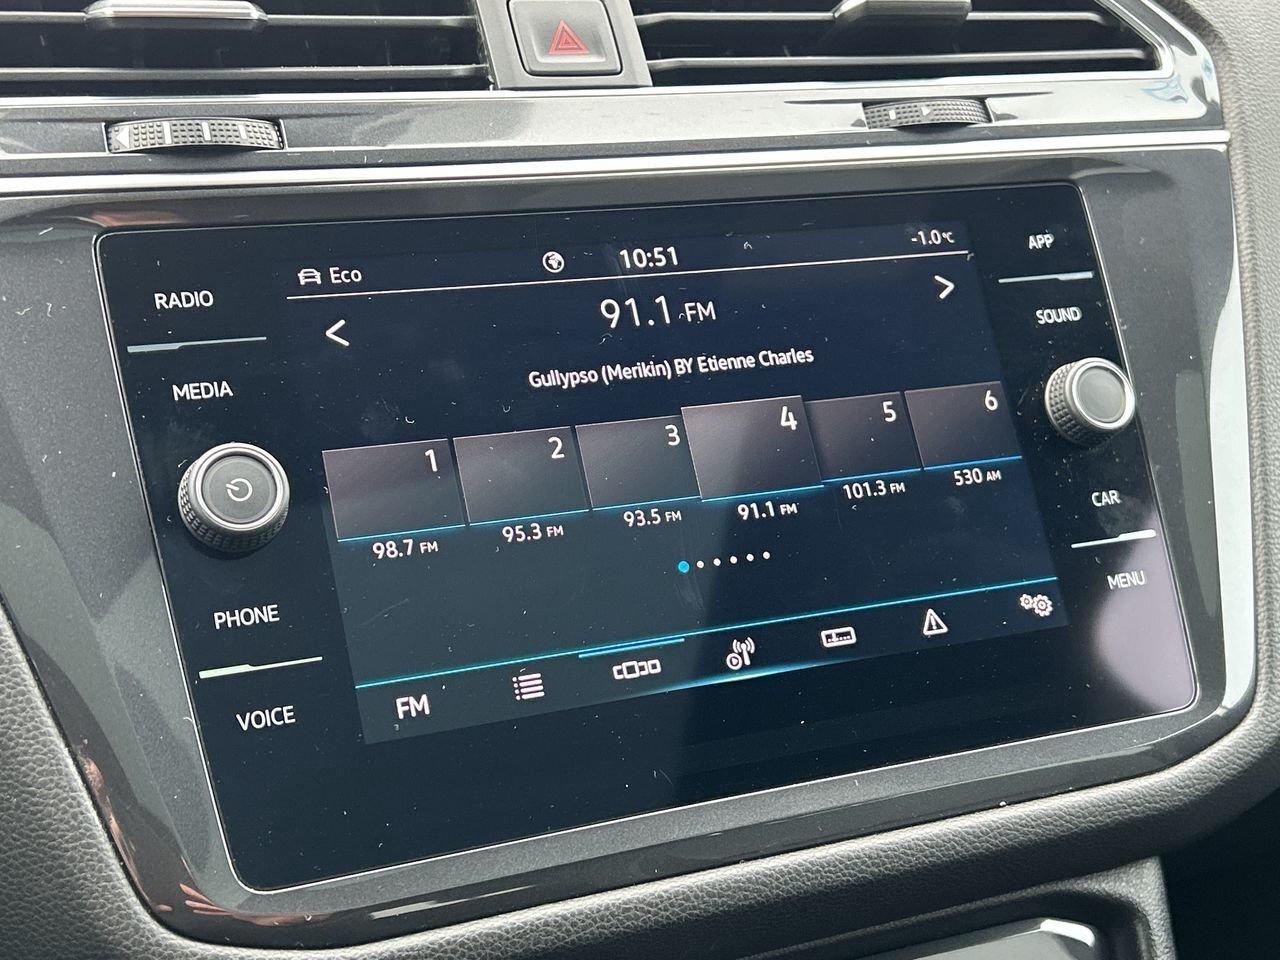 Eco
10:51
-1.0°C
91.1 FM
Gullypso (Merikin) BY Etienne Charles
1
2
3
4
5
6
98.7 FM
95.3 FM
93.5 FM
91.1 FM
101.3 FM
530 AM
FM
RADIO
MEDIA
PHONE
VOICE
APP
SOUND
CAR
MENU